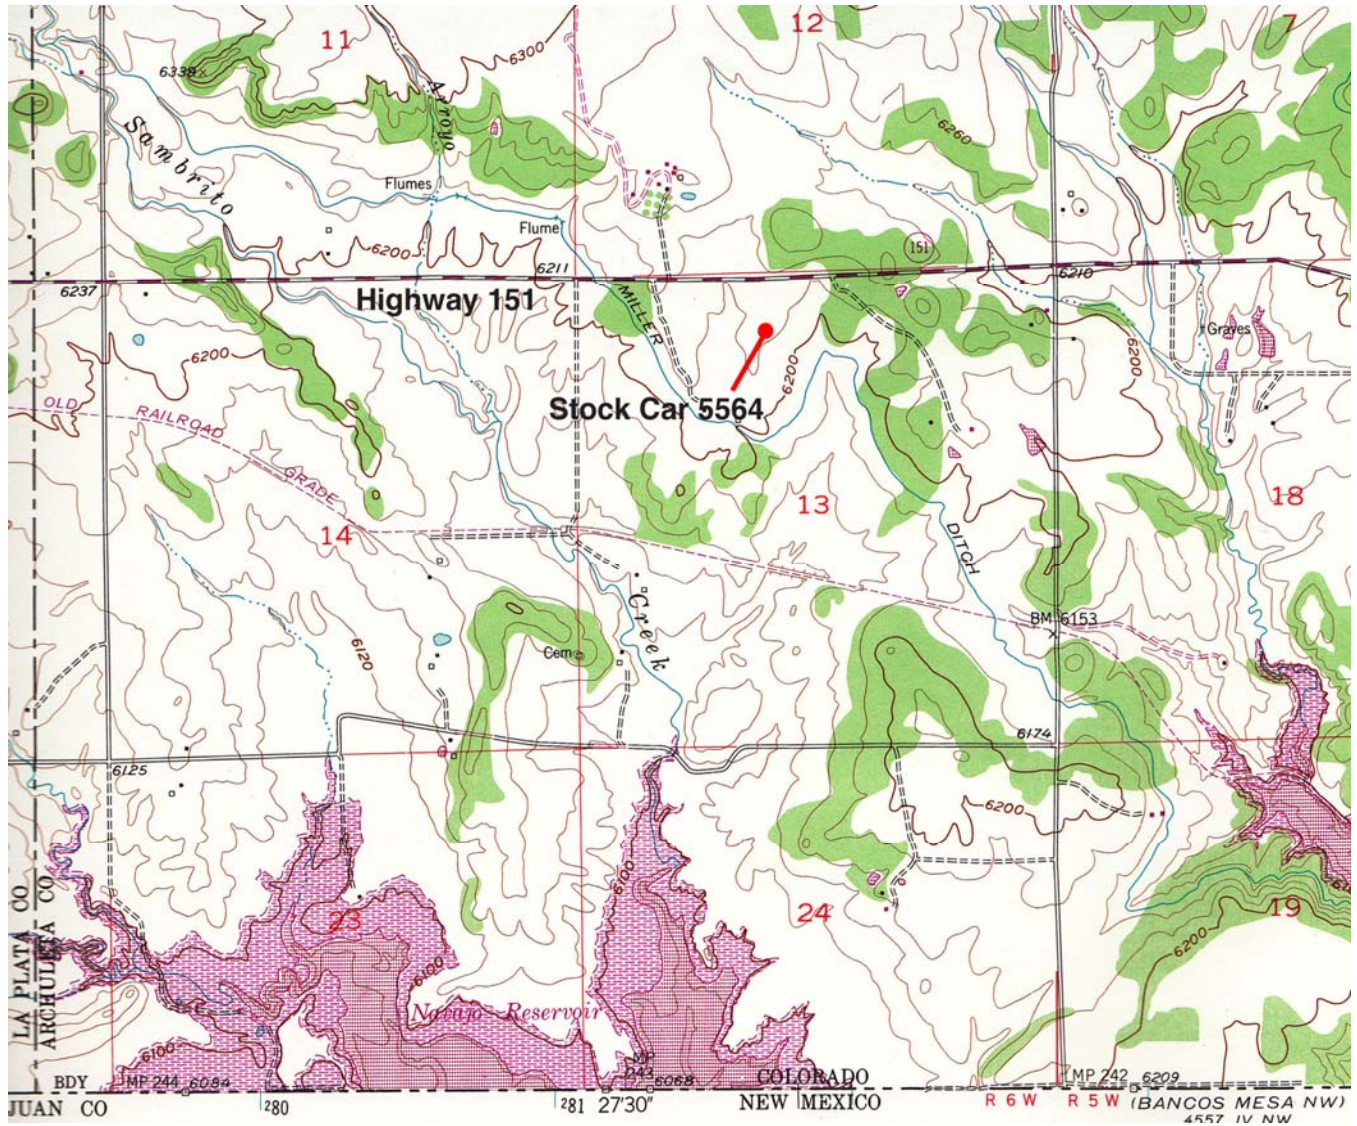 11
12
7
6339
6300
Arroyo
Sambrito
6260
Flumes
Flume
151
6200
6211
6210
6237
Highway 151
MILLER
Graves
6200
6200
6200
OLD RAILROAD GRADE
Stock Car 5564
14
13
18
DITCH
Creek
BM 6153
Cem
6120
6174
6125
6200
6100
23
24
19
6200
6100
Navajo Reservoir
6100
LA PLATA CO
ARCHULETA CO
BDY
MP 244
6084
MP 243
6068
COLORADO
MP 242
6209
JUAN CO
280
281
27'30"
NEW MEXICO
R 6 W
R 5 W
(BANCOS MESA NW)
4557 IV NW